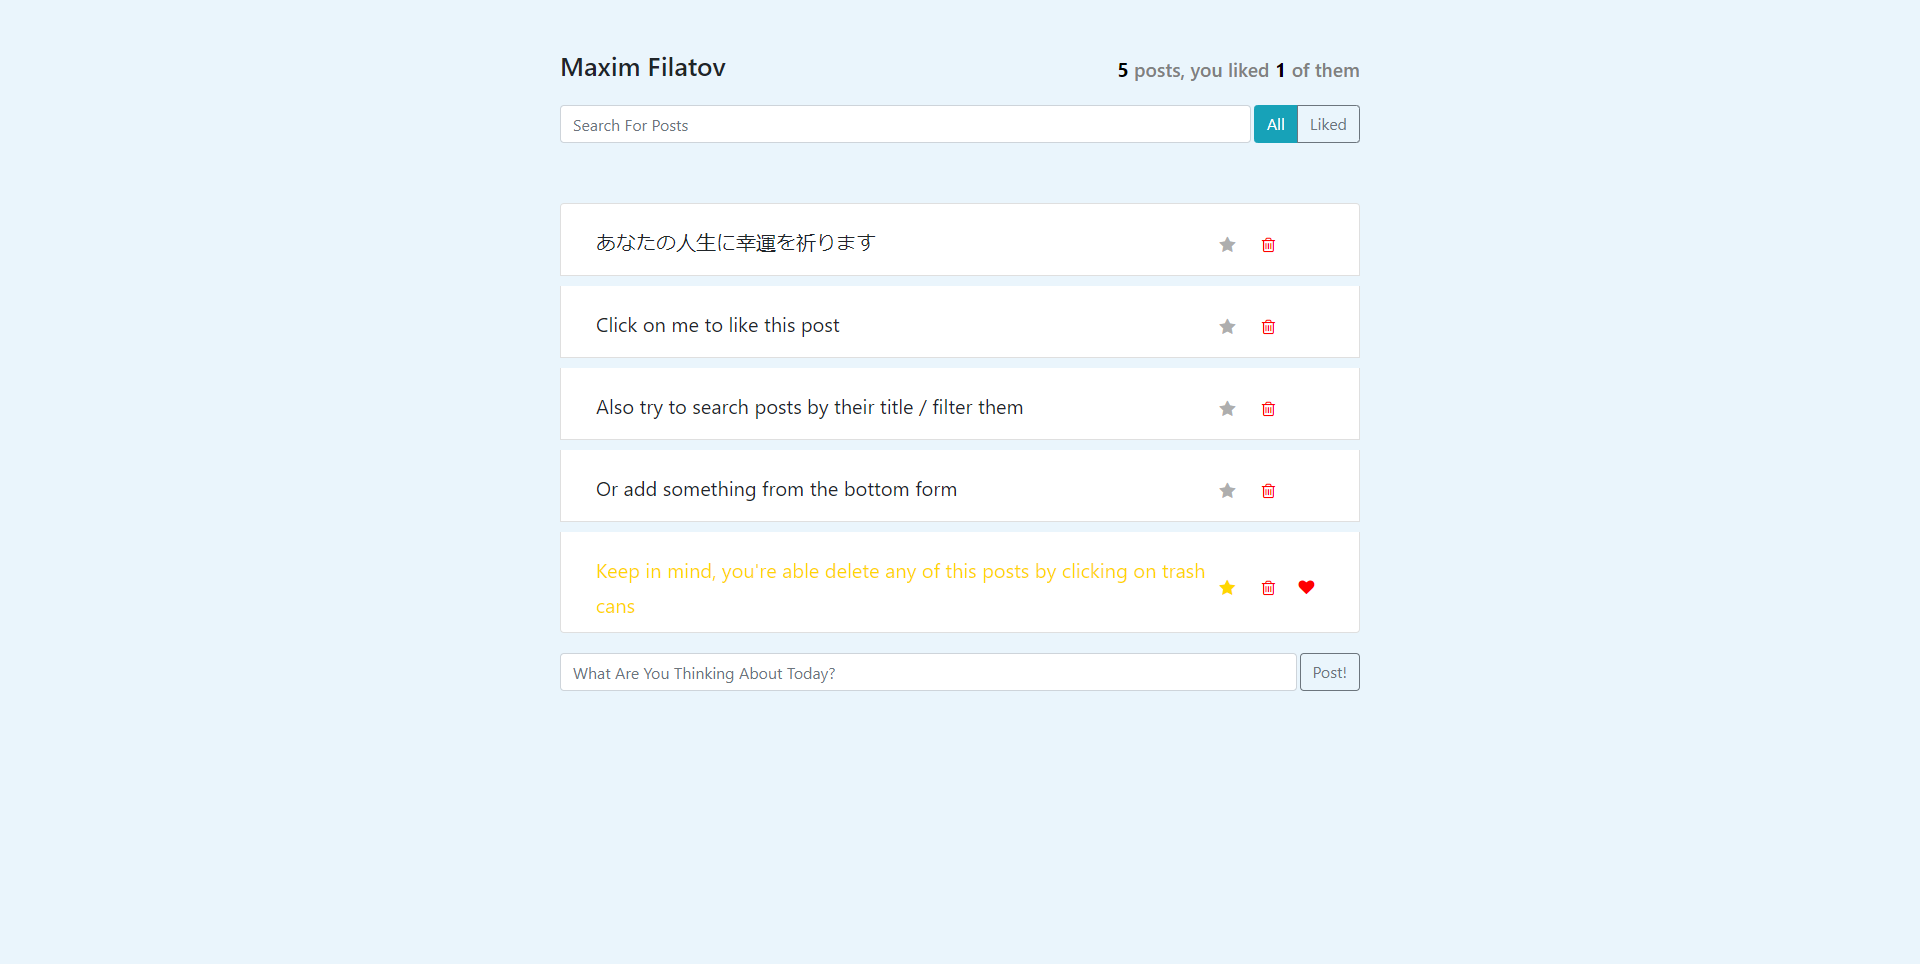 Maxim Filatov
5 posts, you liked 1 of them
Search For Posts
All
Liked
あなたの人生に幸運を祈ります
Click on me to like this post
Also try to search posts by their title / filter them
Or add something from the bottom form
Keep in mind, you're able delete any of this posts by clicking on trash
cans
What Are You Thinking About Today?
Post!